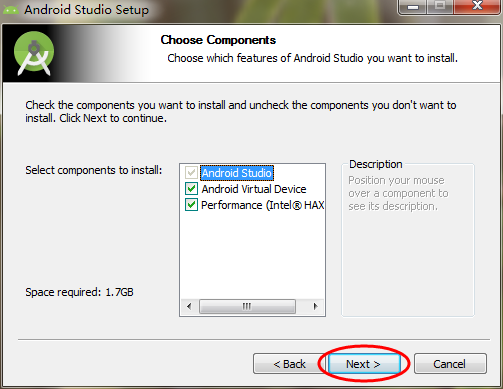 Android Studio Setup
Choose Components
Choose which features of Android Studio you want to install.
Check the components you want to install and uncheck the components you don't want to
install. Click Next to continue.
Select components to install:
Android Studio
Android Virtual Device
Performance (Intel® HAX
Description
Position your mouse
over a component to
see its description.
Space required: 1.7GB
< Back
Next >
Cancel